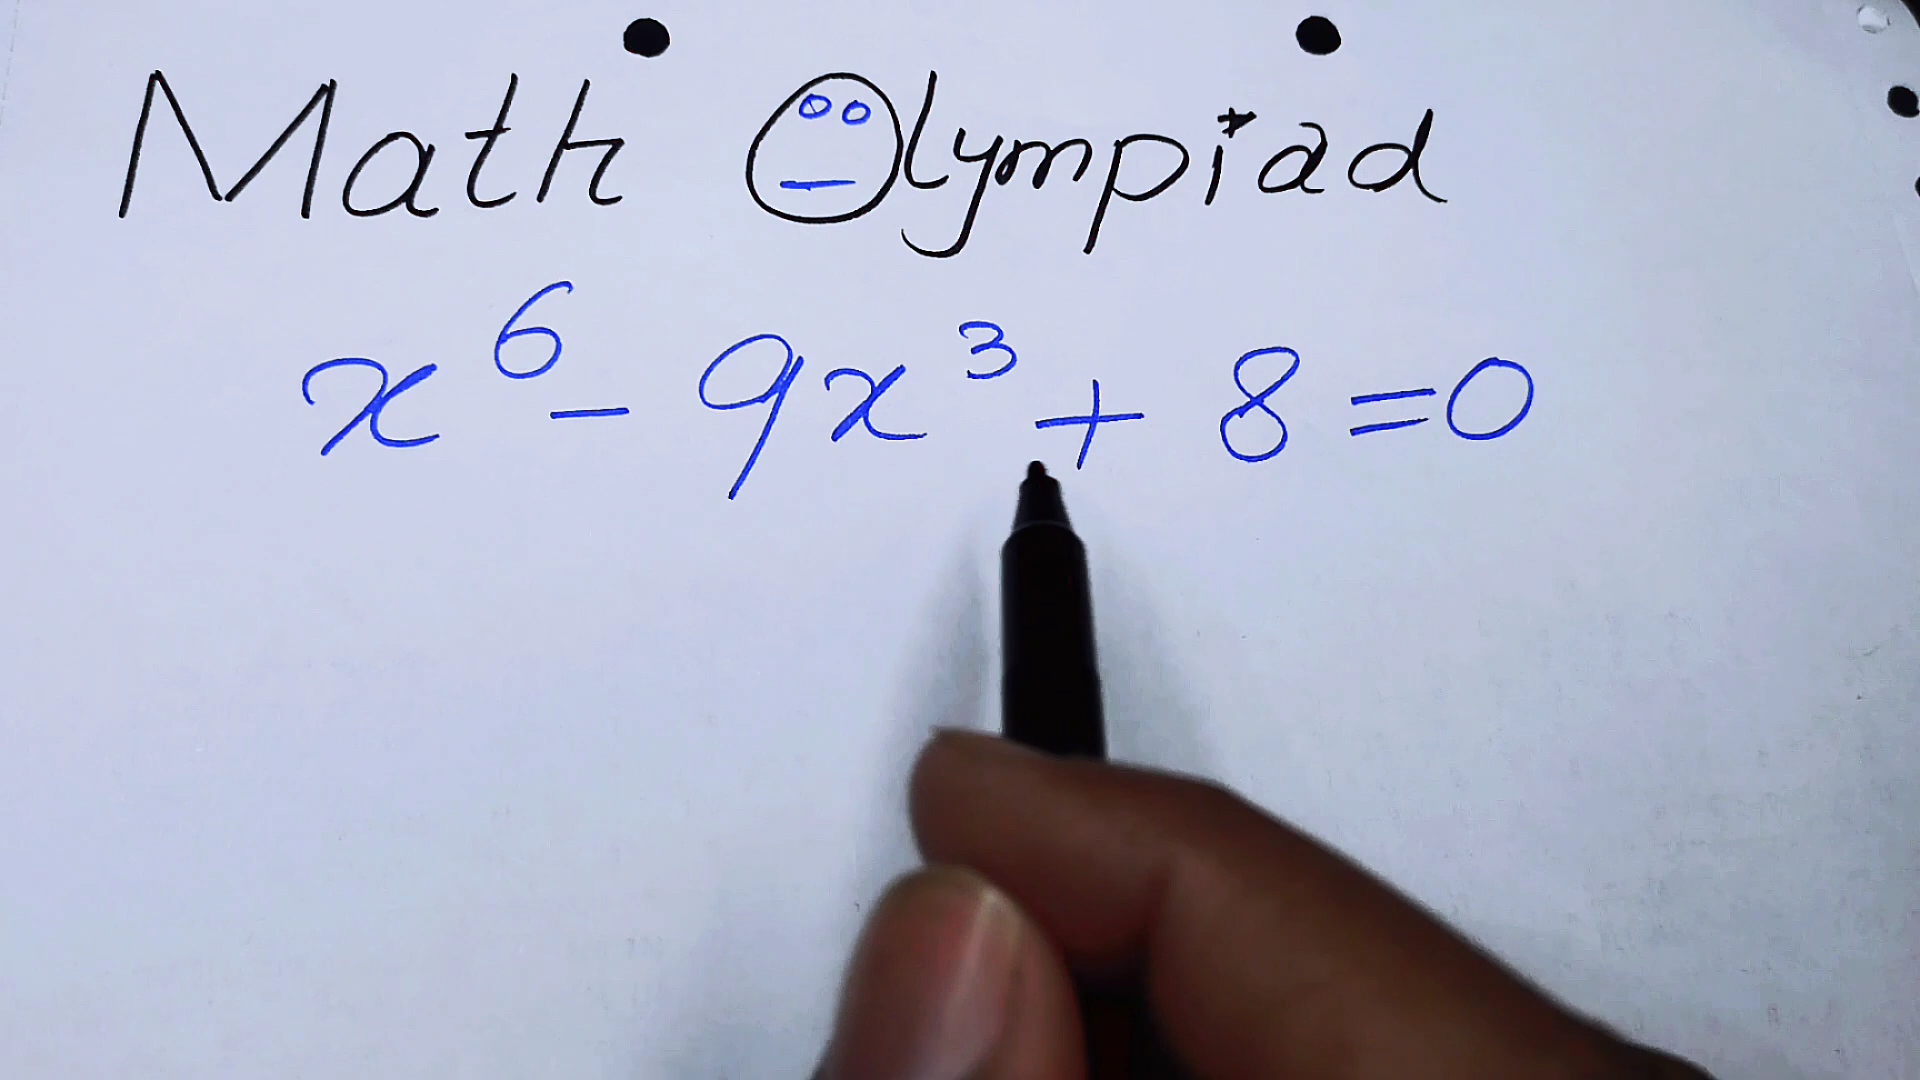 Math Olympiad
x⁶ - 9x³ + 8 = 0